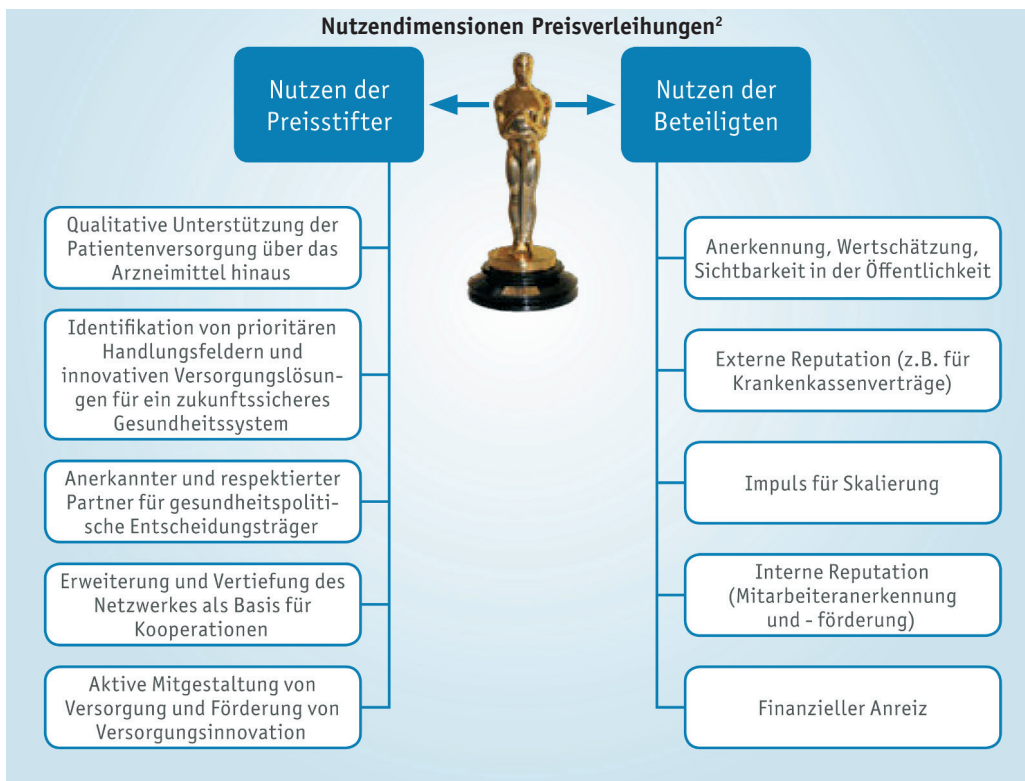 Nutzendimensionen Preisverleihungen²
Nutzen der
Preisstifter
Qualitative Unterstützung der
Patientenversorgung über das
Arzneimittel hinaus
Identifikation von prioritären
Handlungsfeldern und
innovativen Versorgungslösun-
gen für ein zukunftssicheres
Gesundheitssystem
Anerkannter und respektierter
Partner für gesundheitspoliti-
sche Entscheidungsträger
Erweiterung und Vertiefung des
Netzwerkes als Basis für
Kooperationen
Aktive Mitgestaltung von
Versorgung und Förderung von
Versorgungsinnovation
Nutzen der
Beteiligten
Anerkennung, Wertschätzung,
Sichtbarkeit in der Öffentlichkeit
Externe Reputation (z.B. für
Krankenkassenverträge)
Impuls für Skalierung
Interne Reputation
(Mitarbeiteranerkennung
und - förderung)
Finanzieller Anreiz